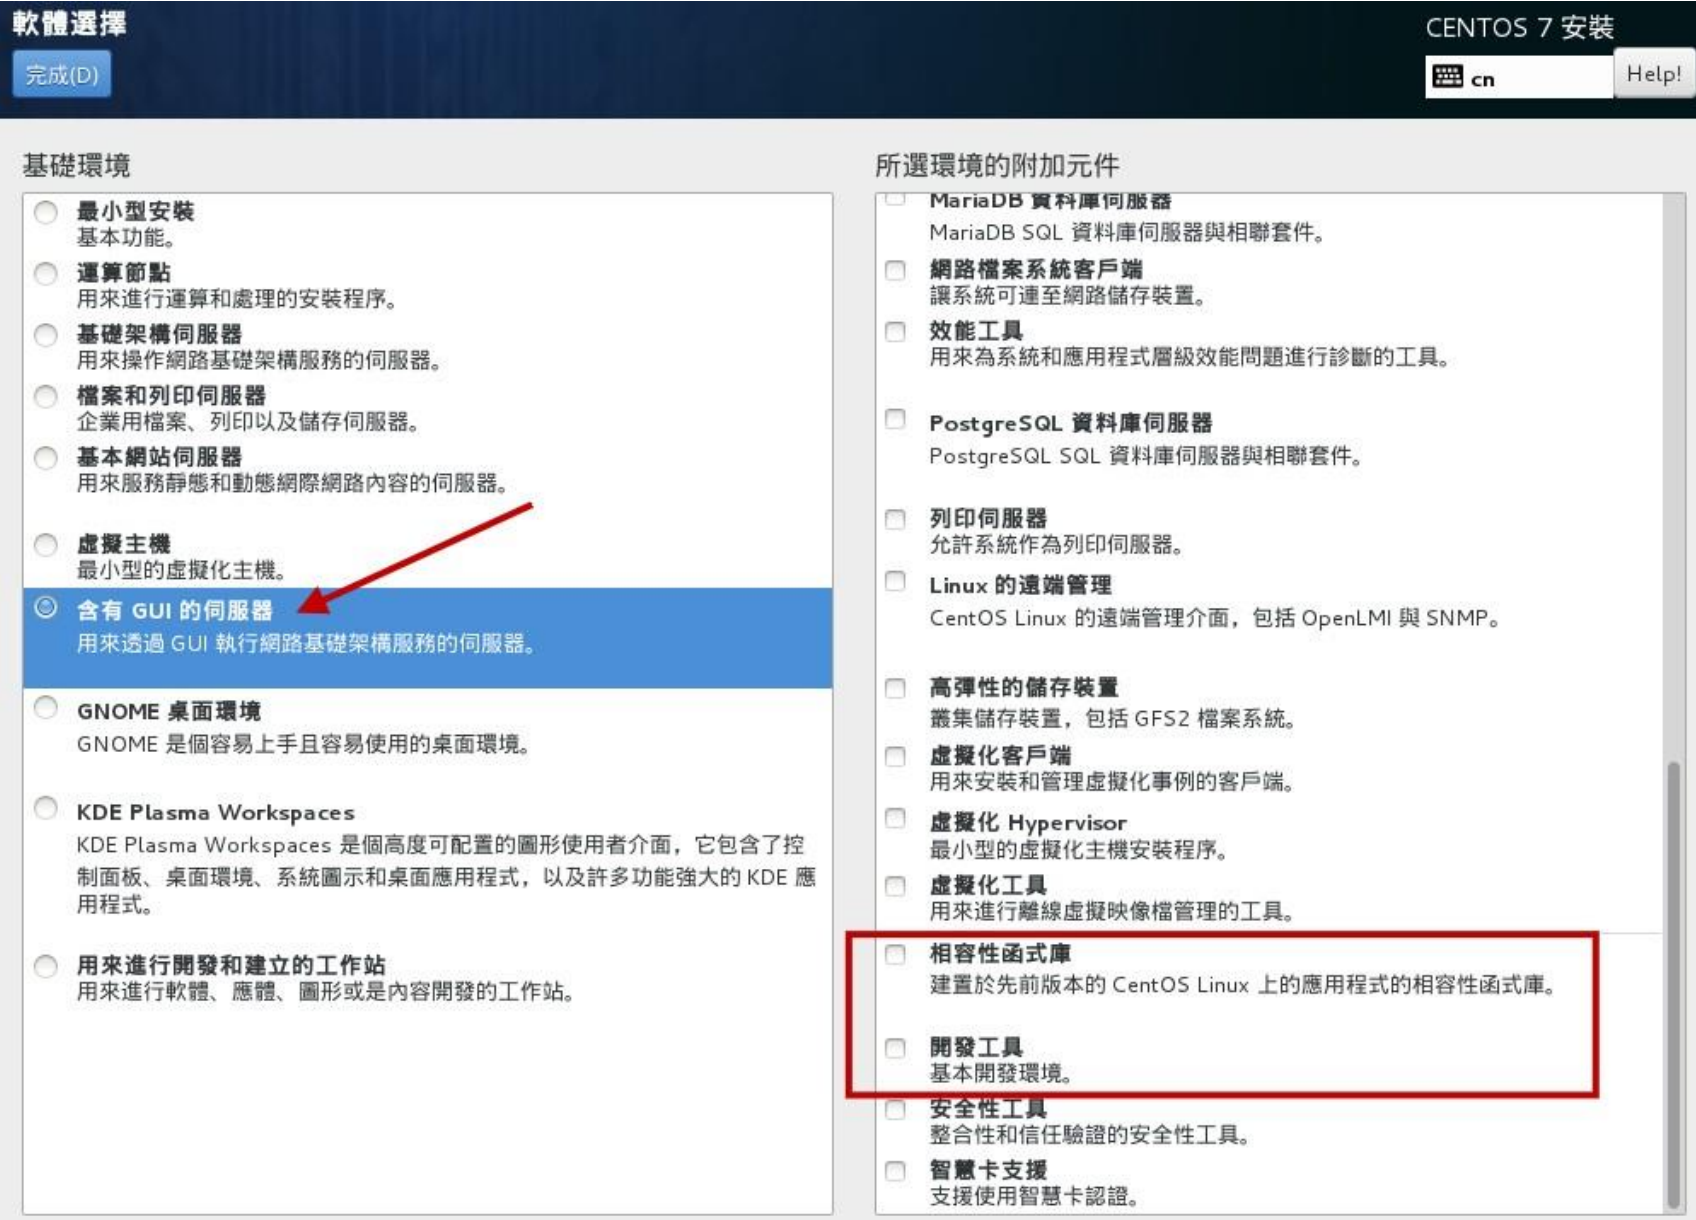 軟體選擇
完成(D)
CENTOS 7 安裝
cn
Help!
基礎環境
最小型安裝
基本功能。
運算節點
用來進行運算和處理的安裝程序。
基礎架構伺服器
用來操作網路基礎架構服務的伺服器。
檔案和列印伺服器
企業用檔案、列印以及儲存伺服器。
基本網站伺服器
用來服務靜態和動態網際網路內容的伺服器。
虛擬主機
最小型的虛擬化主機。
含有 GUI 的伺服器
用來透過 GUI 執行網路基礎架構服務的伺服器。
GNOME 桌面環境
GNOME 是個容易上手且容易使用的桌面環境。
KDE Plasma Workspaces
KDE Plasma Workspaces 是個高度可配置的圖形使用者介面，它包含了控
制面板、桌面環境、系統圖示和桌面應用程式，以及許多功能強大的 KDE 應
用程式。
用來進行開發和建立的工作站
用來進行軟體、應體、圖形或是內容開發的工作站。
所選環境的附加元件
MariaDB 資料庫伺服器
MariaDB SQL 資料庫伺服器與相聯套件。
網路檔案系統客戶端
讓系統可連至網路儲存裝置。
效能工具
用來為系統和應用程式層級效能問題進行診斷的工具。
PostgreSQL 資料庫伺服器
PostgreSQL SQL 資料庫伺服器與相聯套件。
列印伺服器
允許系統作為列印伺服器。
Linux 的遠端管理
CentOS Linux 的遠端管理介面，包括 OpenLMI 與 SNMP。
高彈性的儲存裝置
叢集儲存裝置，包括 GFS2 檔案系統。
虛擬化客戶端
用來安裝和管理虛擬化事例的客戶端。
虛擬化 Hypervisor
最小型的虛擬化主機安裝程序。
虛擬化工具
用來進行離線虛擬映像檔管理的工具。
相容性函式庫
建置於先前版本的 CentOS Linux 上的應用程式的相容性函式庫。
開發工具
基本開發環境。
安全性工具
整合性和信任驗證的安全性工具。
智慧卡支援
支援使用智慧卡認證。